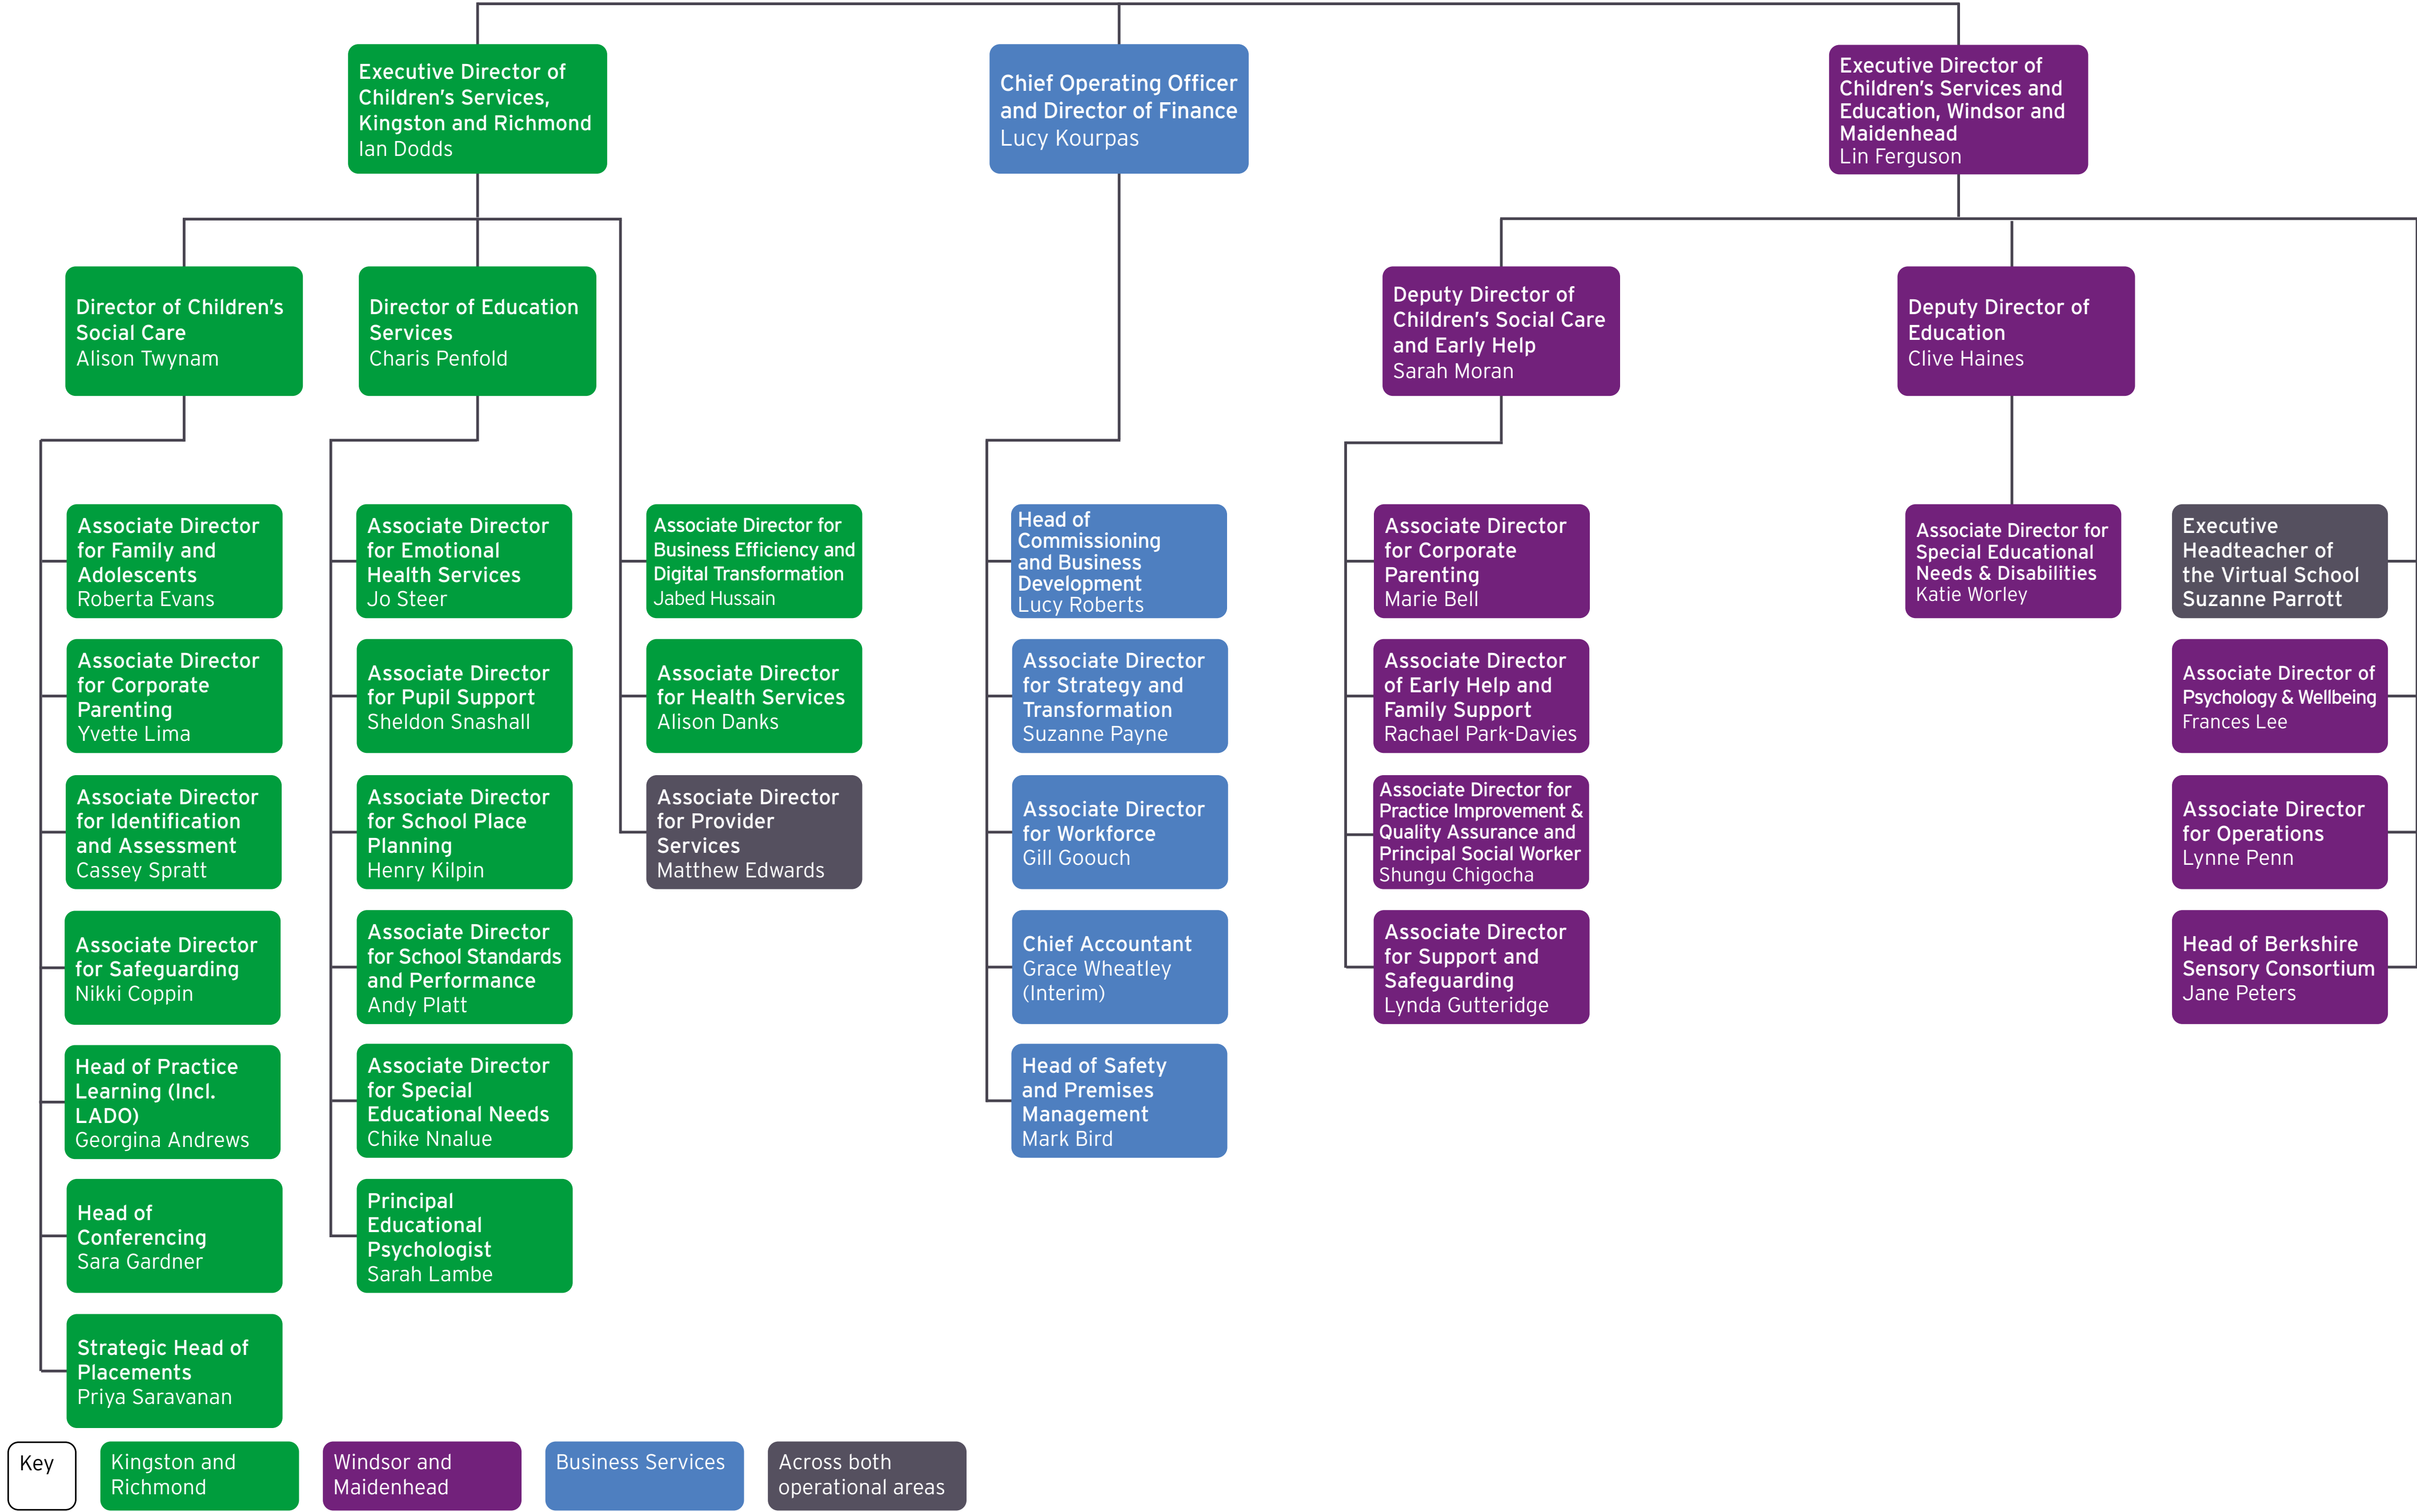 Executive Director of
Children’s Services,
Kingston and Richmond
Ian Dodds
Chief Operating Officer
and Director of Finance
Lucy Kourpas
Executive Director of
Children’s Services and
Education, Windsor and
Maidenhead
Lin Ferguson
Director of Children’s
Social Care
Alison Twynam
Director of Education
Services
Charis Penfold
Deputy Director of
Children’s Social Care
and Early Help
Sarah Moran
Deputy Director of
Education
Clive Haines
Associate Director
for Family and
Adolescents
Roberta Evans
Associate Director
for Corporate
Parenting
Yvette Lima
Associate Director
for Identification
and Assessment
Cassey Spratt
Associate Director
for Safeguarding
Nikki Coppin
Head of Practice
Learning (Incl.
LADO)
Georgina Andrews
Head of
Conferencing
Sara Gardner
Strategic Head of
Placements
Priya Saravanan
Associate Director
for Emotional
Health Services
Jo Steer
Associate Director
for Pupil Support
Sheldon Snashall
Associate Director
for School Place
Planning
Henry Kilpin
Associate Director
for School Standards
and Performance
Andy Platt
Associate Director
for Special
Educational Needs
Chike Nnalue
Principal
Educational
Psychologist
Sarah Lambe
Associate Director for
Business Efficiency and
Digital Transformation
Jabed Hussain
Associate Director
for Health Services
Alison Danks
Associate Director
for Provider
Services
Matthew Edwards
Head of
Commissioning
and Business
Development
Lucy Roberts
Associate Director
for Strategy and
Transformation
Suzanne Payne
Associate Director
for Workforce
Gill Goouch
Chief Accountant
Grace Wheatley
(Interim)
Head of Safety
and Premises
Management
Mark Bird
Associate Director
for Corporate
Parenting
Marie Bell
Associate Director
of Early Help and
Family Support
Rachael Park-Davies
Associate Director for
Practice Improvement &
Quality Assurance and
Principal Social Worker
Shungu Chigocha
Associate Director
for Support and
Safeguarding
Lynda Gutteridge
Associate Director for
Special Educational
Needs & Disabilities
Katie Worley
Executive
Headteacher of
the Virtual School
Suzanne Parrott
Associate Director of
Psychology & Wellbeing
Frances Lee
Associate Director
for Operations
Lynne Penn
Head of Berkshire
Sensory Consortium
Jane Peters
Key
Kingston and
Richmond
Windsor and
Maidenhead
Business Services
Across both
operational areas